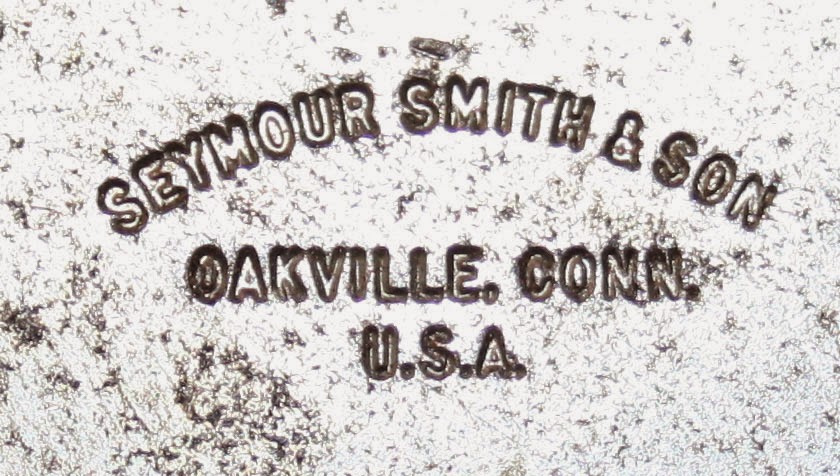 SEYMOUR SMITH & SON
OAKVILLE, CONN.
U.S.A.